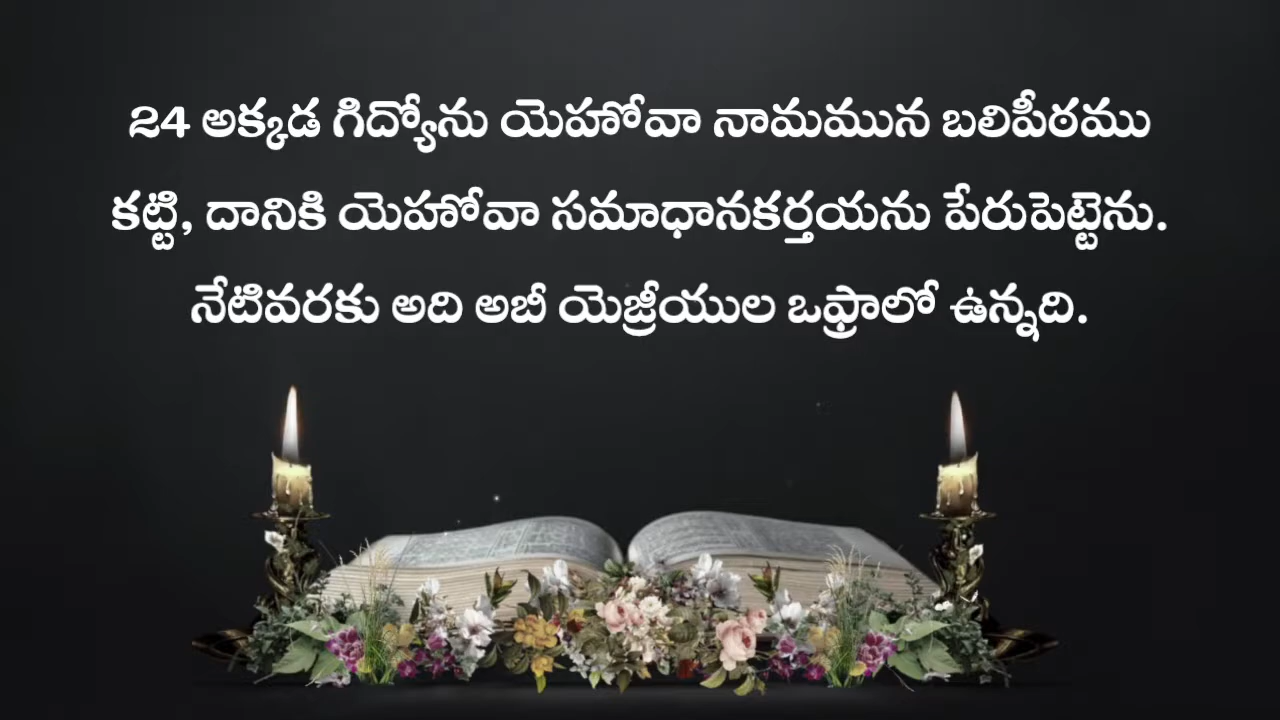 24 అక్కడ గిద్యోను యెహోవా నామమున బలిపీఠము
కట్టి, దానికి యెహోవా సమాధానకర్తయను పేరుపెట్టెను.
నేటివరకు అది అబీ యెజ్రీయుల ఒఫ్రాలో ఉన్నది.